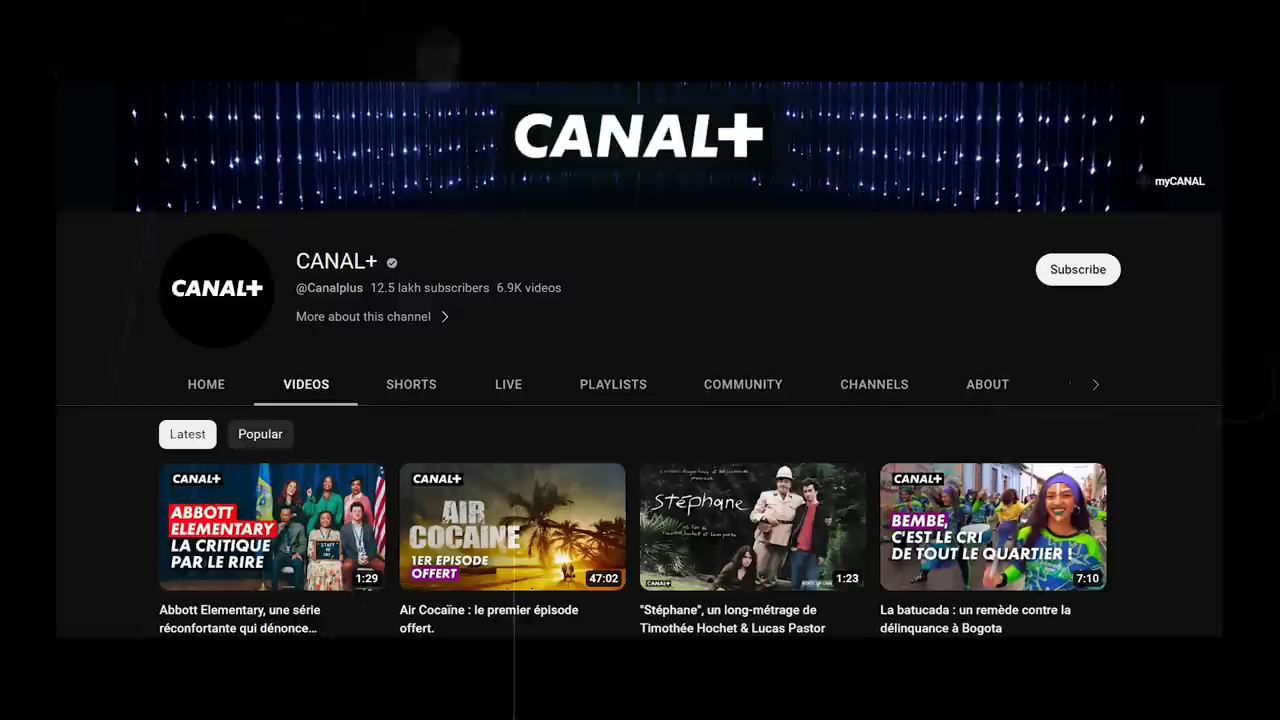 CANAL+
myCANAL
CANAL+
CANAL+
Subscribe
@Canalplus 12.5 lakh subscribers 6.9K videos
More about this channel
HOME VIDEOS SHORTS LIVE PLAYLISTS COMMUNITY CHANNELS ABOUT
Latest Popular
CANAL+
ABBOTT
ELEMENTARY
LA CRITIQUE
PAR LE RIRE
1:29
CANAL+
AIR
COCAÏNE
1ER EPISODE
OFFERT
47:02
Stéphane
CANAL+
1:23
CANAL+
BEMBE,
C'EST LE CRI
DE TOUT LE QUARTIER !
7:10
Abbott Elementary, une série
réconfortante qui dénonce...
Air Cocaïne : le premier épisode
offert.
"Stéphane", un long-métrage de
Timothée Hochet & Lucas Pastor
La batucada : un remède contre la
délinquance à Bogota